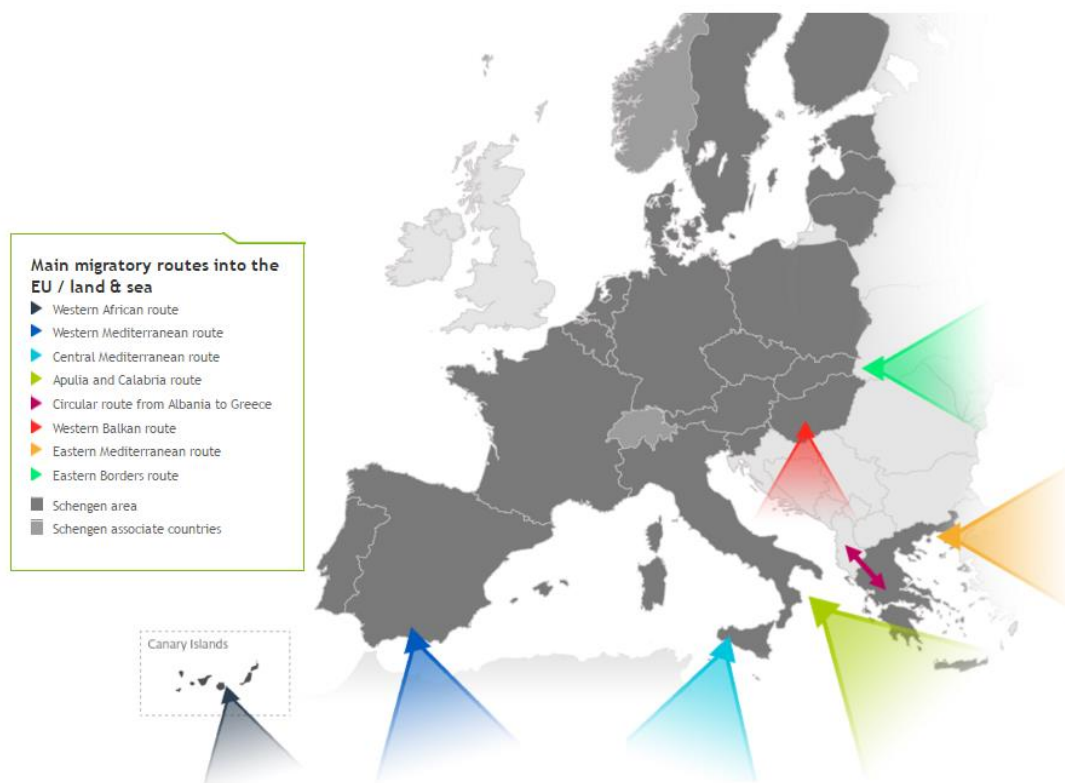 Main migratory routes into the
EU / land & sea
Western African route
Western Mediterranean route
Central Mediterranean route
Apulia and Calabria route
Circular route from Albania to Greece
Western Balkan route
Eastern Mediterranean route
Eastern Borders route
Schengen area
Schengen associate countries
Canary Islands